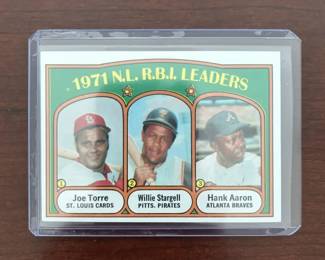 1971 N.L. R.B.I. LEADERS
1 2 3
Joe Torre Willie Stargell Hank Aaron
ST. LOUIS CARDS PITTS. PIRATES ATLANTA BRAVES